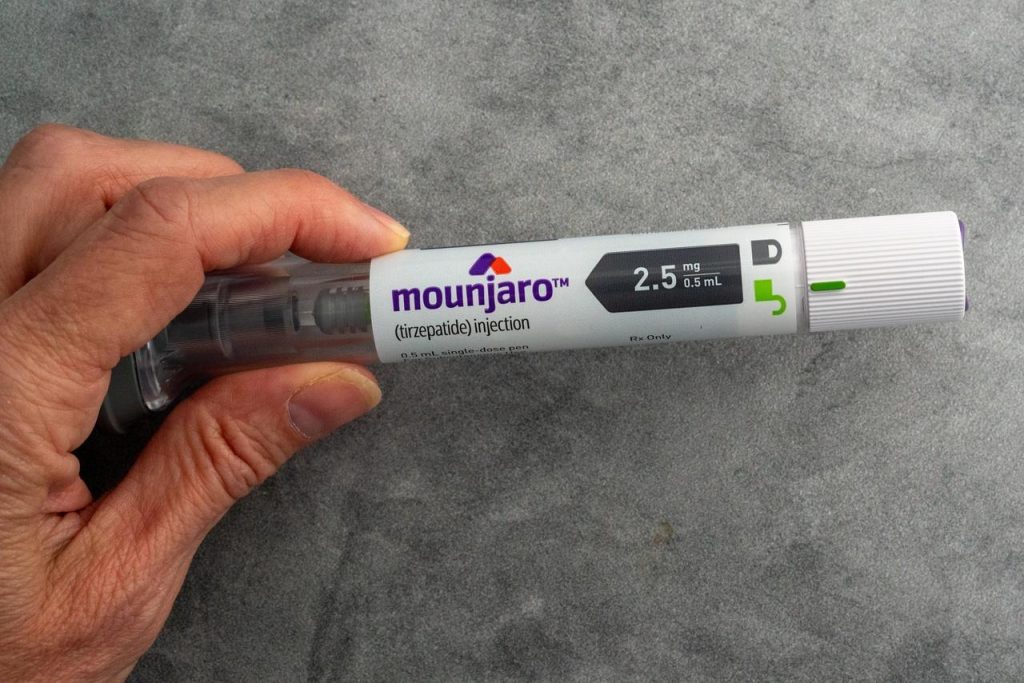 mounjaro™
(tirzepatide) injection
0.5 mL single-dose pen
2.5 mg
0.5 mL
Rx Only